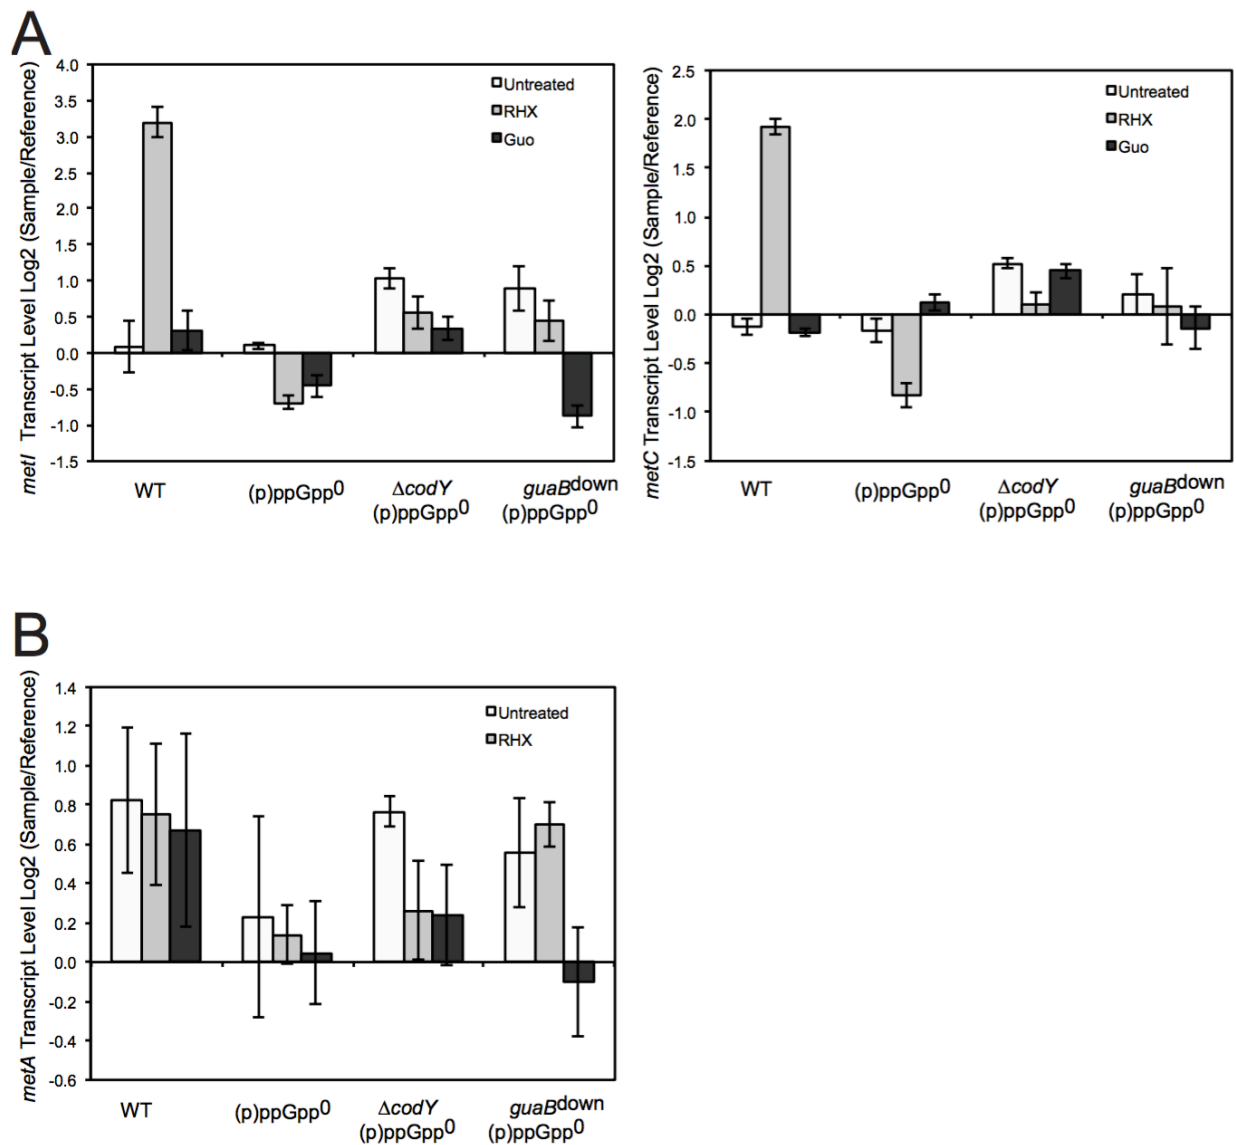 A
metI Transcript Level Log2 (Sample/Reference)
4.0
3.5
3.0
2.5
2.0
1.5
1.0
0.5
0.0
-0.5
-1.0
-1.5
Untreated
RHX
Guo
WT
(p)ppGpp0
ΔcodY
(p)ppGpp0
guaBdown
(p)ppGpp0
metC Transcript Level Log2 (Sample/Reference)
2.5
2.0
1.5
1.0
0.5
0.0
-0.5
-1.0
-1.5
Untreated
RHX
Guo
WT
(p)ppGpp0
ΔcodY
(p)ppGpp0
guaBdown
(p)ppGpp0
B
metA Transcript Level Log2 (Sample/Reference)
1.4
1.2
1.0
0.8
0.6
0.4
0.2
0.0
-0.2
-0.4
-0.6
Untreated
RHX
WT
(p)ppGpp0
ΔcodY
(p)ppGpp0
guaBdown
(p)ppGpp0